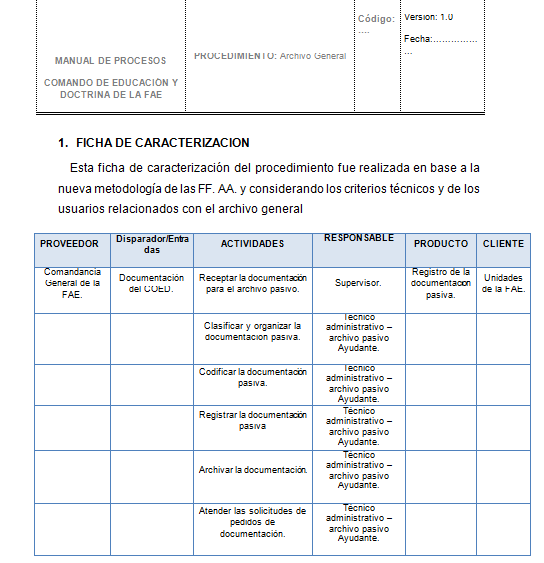 MANUAL DE PROCESOS
COMANDO DE EDUCACIÓN Y
DOCTRINA DE LA FAE
PROCEDIMIENTO: Archivo General
Código:
....
Versión: 1.0
Fecha:...............
...
1. FICHA DE CARACTERIZACION
Esta ficha de caracterización del procedimiento fue realizada en base a la
nueva metodología de las FF. AA. y considerando los criterios técnicos y de los
usuarios relacionados con el archivo general
PROVEEDOR
Disparador/Entra
das
ACTIVIDADES
RESPONSABLE
PRODUCTO
CLIENTE
Comandancia
General de la
FAE.
Documentación
del COED.
Receptar la documentación
para el archivo pasivo.
Supervisor.
Registro de la
documentación
pasiva.
Unidades
de la FAE.
Clasificar y organizar la
documentación pasiva.
Técnico
administrativo –
archivo pasivo
Ayudante.
Codificar la documentación
pasiva.
Técnico
administrativo –
archivo pasivo
Ayudante.
Registrar la documentación
pasiva
Técnico
administrativo –
archivo pasivo
Ayudante.
Archivar la documentación.
Técnico
administrativo –
archivo pasivo
Ayudante.
Atender las solicitudes de
pedidos de
documentación.
Técnico
administrativo –
archivo pasivo
Ayudante.